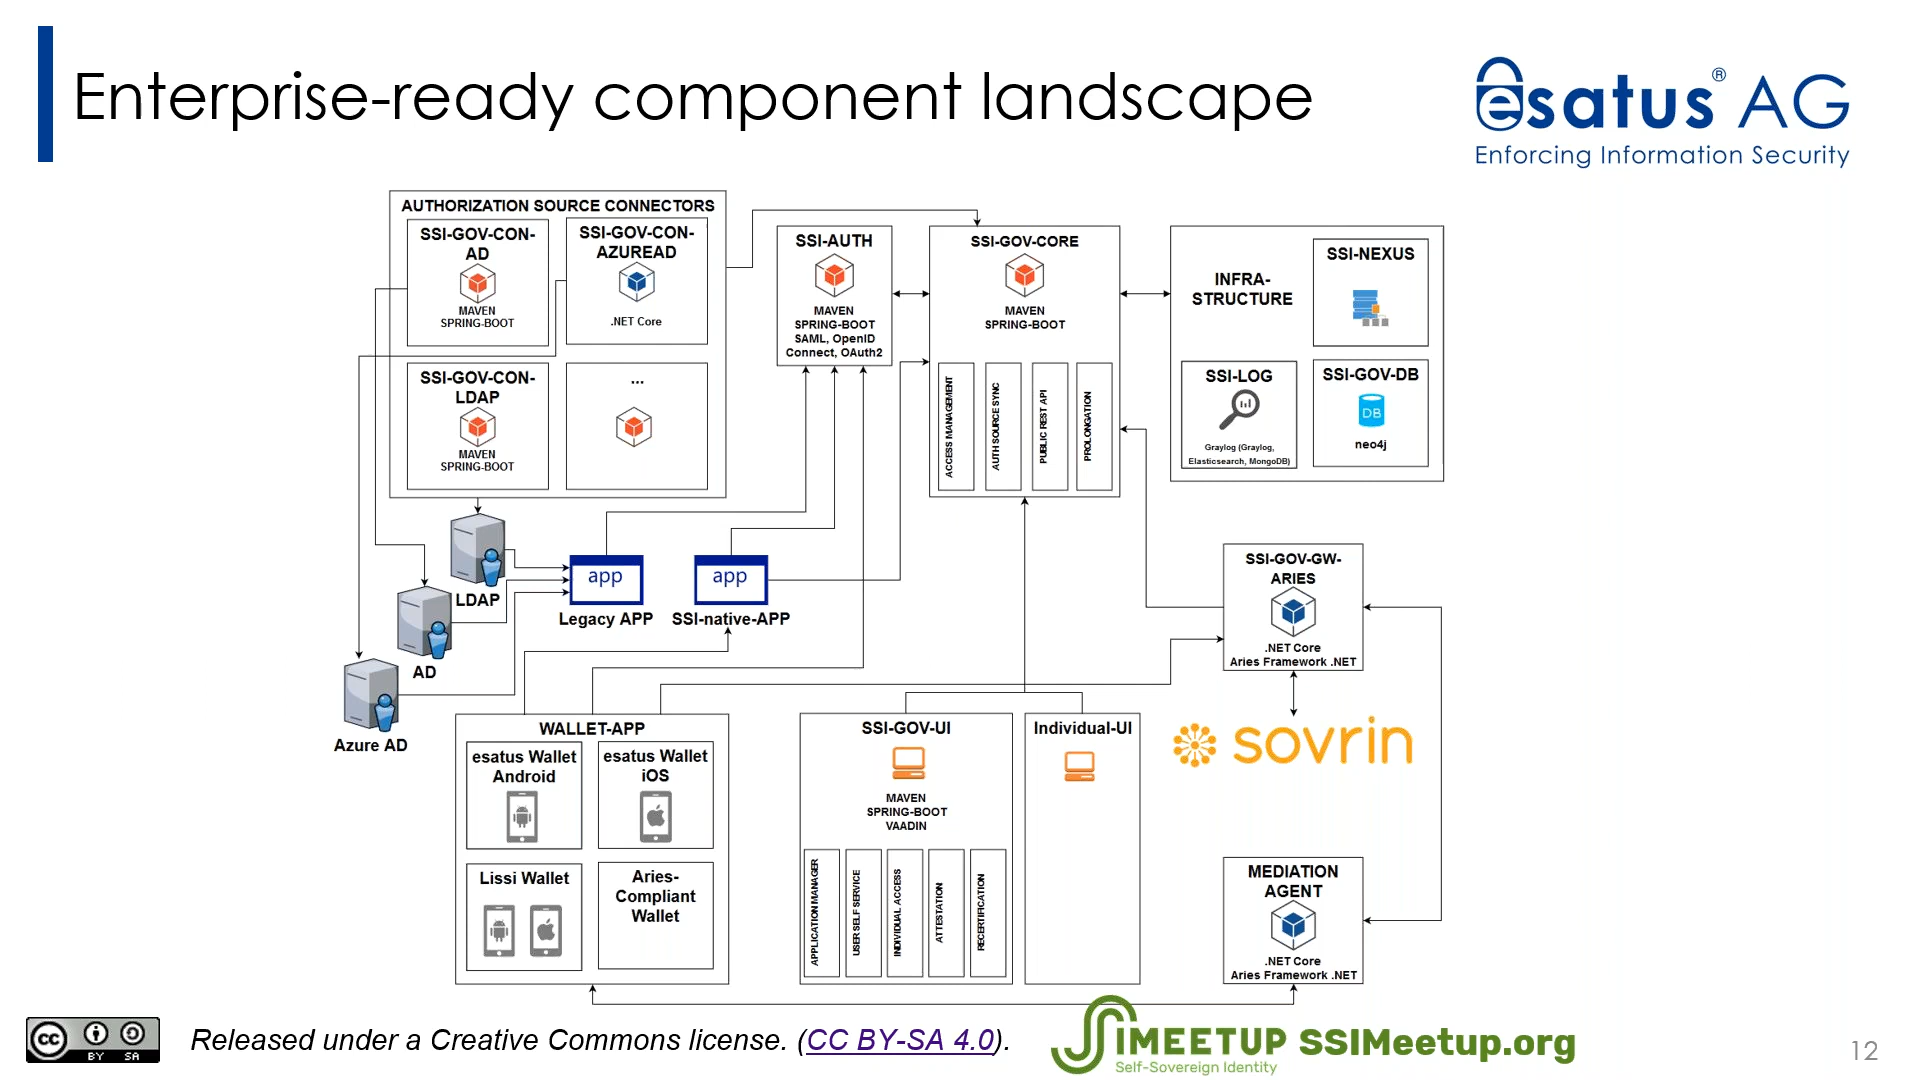 Enterprise-ready component landscape
esatus® AG
Enforcing Information Security
AUTHORIZATION SOURCE CONNECTORS
SSI-GOV-CON-
AD
MAVEN
SPRING-BOOT
SSI-GOV-CON-
AZUREAD
.NET Core
SSI-GOV-CON-
LDAP
MAVEN
SPRING-BOOT
...
SSI-AUTH
MAVEN
SPRING-BOOT
SAML, OpenID
Connect, OAuth2
SSI-GOV-CORE
MAVEN
SPRING-BOOT
ACCESS MANAGEMENT
AUTH SOURCE SYNC
PUBLIC REST API
PROLONGATION
INFRA-
STRUCTURE
SSI-NEXUS
SSI-LOG
Graylog (Graylog,
Elasticsearch, MongoDB)
SSI-GOV-DB
DB
neo4j
LDAP
AD
Azure AD
app
Legacy APP
app
SSI-native-APP
SSI-GOV-GW-
ARIES
.NET Core
Aries Framework .NET
sovrin
WALLET-APP
esatus Wallet
Android
esatus Wallet
iOS
Lissi Wallet
Aries-
Compliant
Wallet
SSI-GOV-UI
MAVEN
SPRING-BOOT
VAADIN
APPLICATION MANAGER
USER SELF SERVICE
INDIVIDUAL ACCESS
ATTESTATION
RECERTIFICATION
Individual-UI
MEDIATION
AGENT
.NET Core
Aries Framework .NET
cc BY SA
Released under a Creative Commons license. (CC BY-SA 4.0).
SSIMEETUP SSIMeetup.org
Self-Sovereign Identity
12